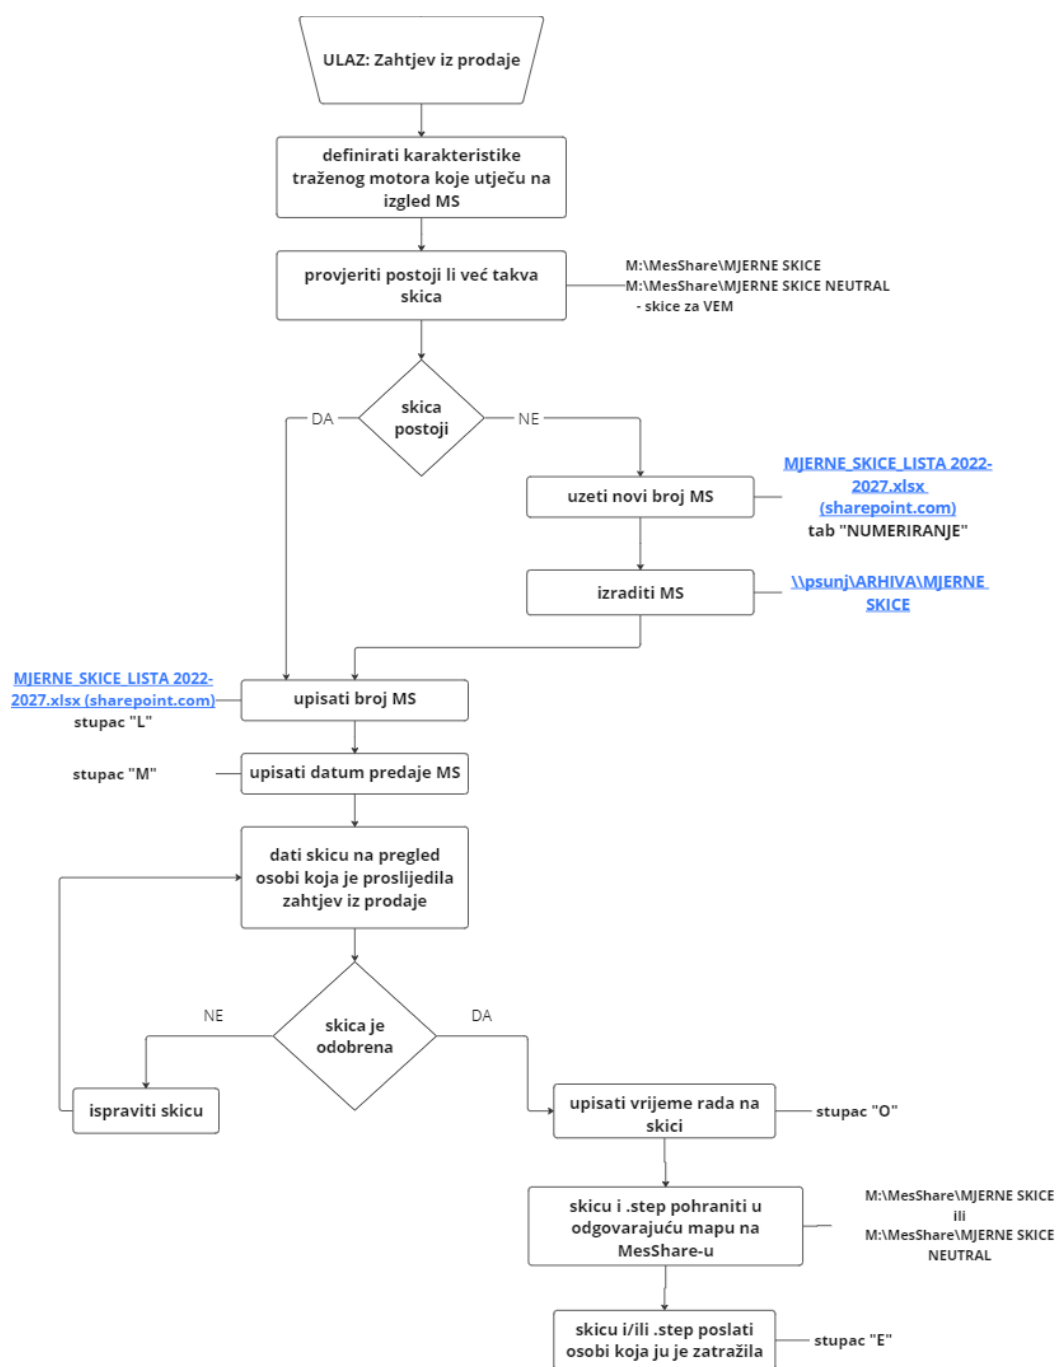 ULAZ: Zahtjev iz prodaje
definirati karakteristike
traženog motora koje utječu na
izgled MS
provjeriti postoji li već takva
skica
M:\MesShare\MJERNE SKICE
M:\MesShare\MJERNE SKICE NEUTRAL
- skice za VEM
skica
postoji
DA
NE
uzeti novi broj MS
MJERNE_SKICE_LISTA 2022-
2027.xlsx
(sharepoint.com)
tab "NUMERIRANJE"
izraditi MS
\\psunj\ARHIVA\MJERNE
SKICE
MJERNE_SKICE_LISTA 2022-
2027.xlsx (sharepoint.com)
stupac "L"
upisati broj MS
stupac "M"
upisati datum predaje MS
dati skicu na pregled
osobi koja je proslijedila
zahtjev iz prodaje
skica je
odobrena
NE
DA
ispraviti skicu
upisati vrijeme rada na
skici
stupac "O"
skicu i .step pohraniti u
odgovarajuću mapu na
MesShare-u
M:\MesShare\MJERNE SKICE
ili
M:\MesShare\MJERNE SKICE
NEUTRAL
skicu i/ili .step poslati
osobi koja ju je zatražila
stupac "E"